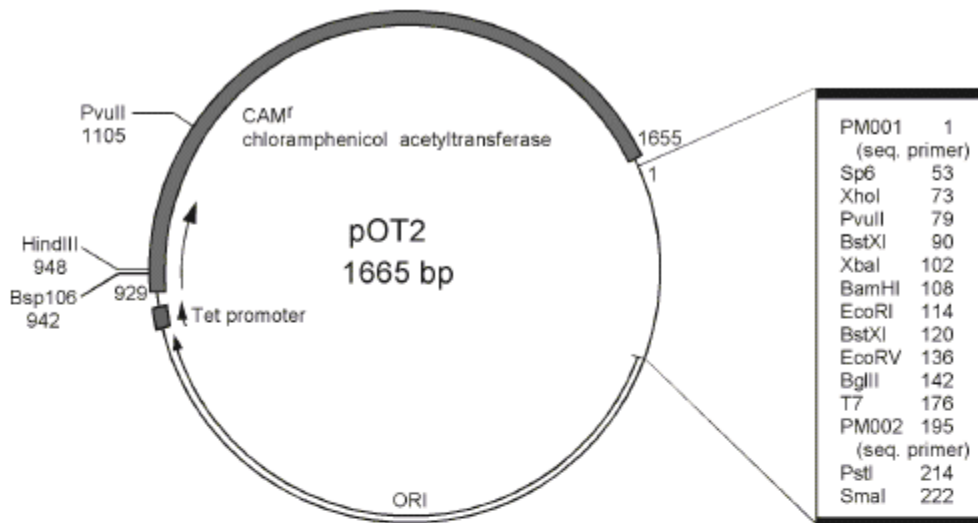 PvuII
1105
CAMr
chloramphenicol acetyltransferase
1655
1
HindIII
948
929
Bsp106
942
pOT2
1665 bp
Tet promoter
ORI
PM001 1
(seq. primer)
Sp6 53
XhoI 73
PvuII 79
BstXI 90
XbaI 102
BamHI 108
EcoRI 114
BstXI 120
EcoRV 136
BglII 142
T7 176
PM002 195
(seq. primer)
PstI 214
SmaI 222